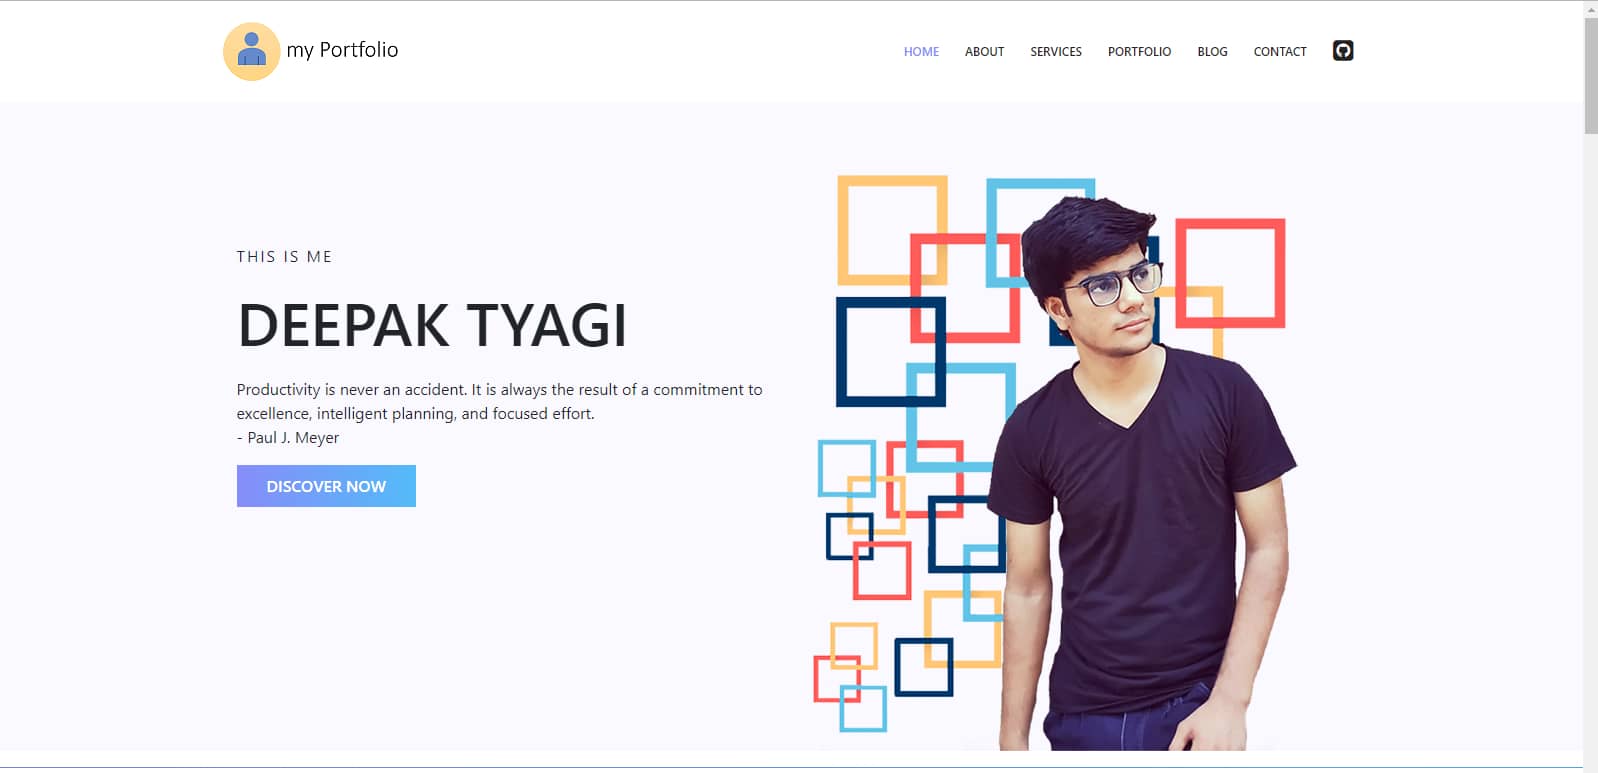 my Portfolio
HOME ABOUT SERVICES PORTFOLIO BLOG CONTACT
THIS IS ME
DEEPAK TYAGI
Productivity is never an accident. It is always the result of a commitment to
excellence, intelligent planning, and focused effort.
- Paul J. Meyer
DISCOVER NOW